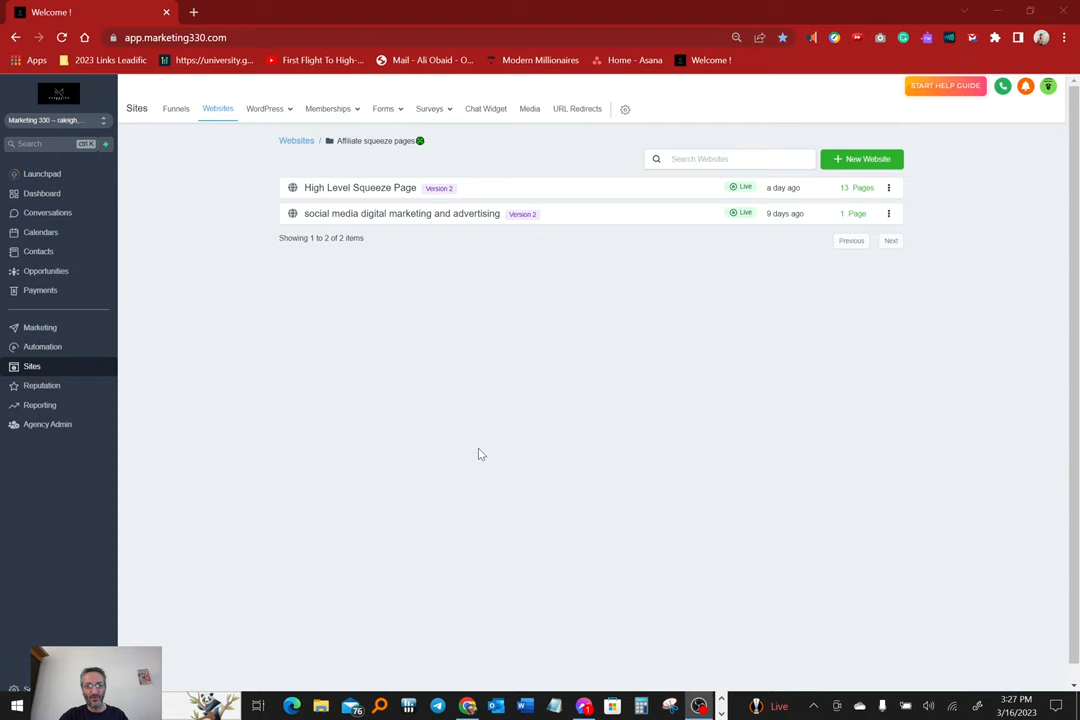 Welcome !
app.marketing330.com
Apps
2023 Links Leadific
https://university.g...
First Flight To High-...
Mail - Ali Obaid - O...
Modern Millionaires
Home - Asana
Welcome !
START HELP GUIDE
Sites
Funnels
Websites
WordPress
Memberships
Forms
Surveys
Chat Widget
Media
URL Redirects
Marketing 330 -- raleigh,...
Search
ctrl K
Launchpad
Dashboard
Conversations
Calendars
Contacts
Opportunities
Payments
Marketing
Automation
Sites
Reputation
Reporting
Agency Admin
Websites / Affiliate squeeze pages
Search Websites
+ New Website
High Level Squeeze Page Version 2 Live a day ago 13 Pages
social media digital marketing and advertising Version 2 Live 9 days ago 1 Page
Showing 1 to 2 of 2 items
Previous
Next
76
1
Live
3:27 PM
3/16/2023